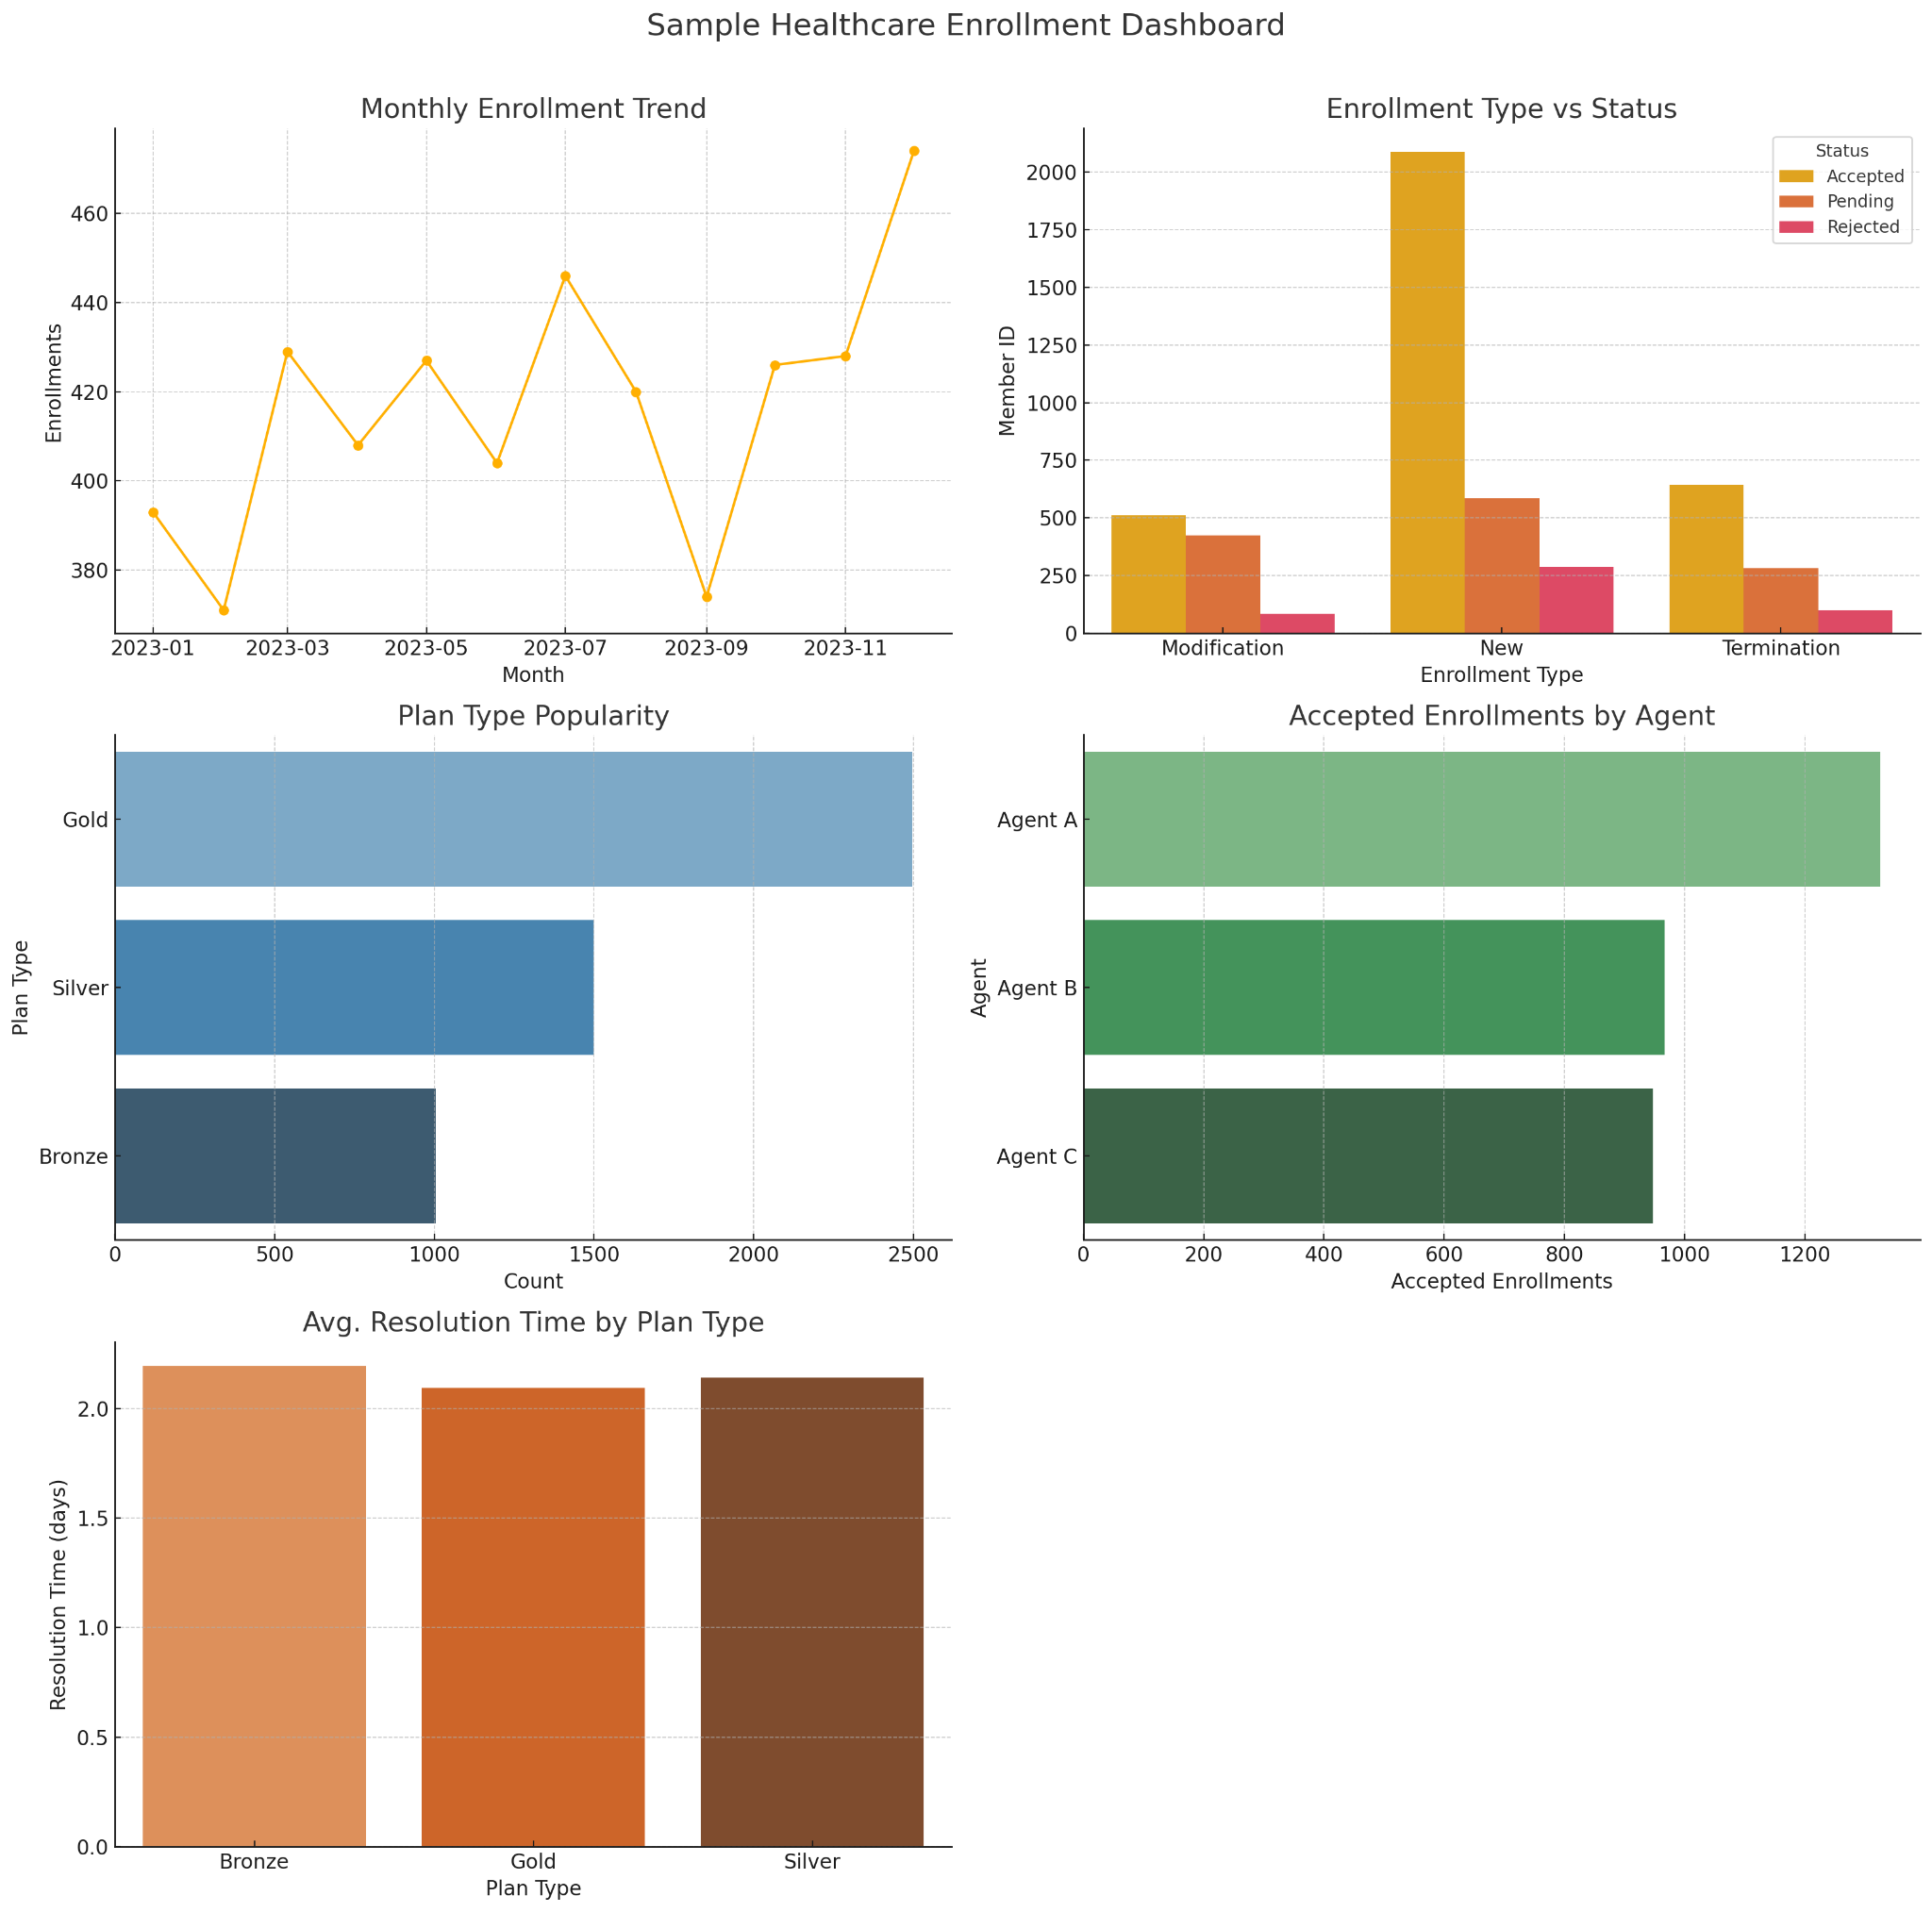 Sample Healthcare Enrollment Dashboard
Monthly Enrollment Trend
Enrollments
460
440
420
400
380
2023-01 2023-03 2023-05 2023-07 2023-09 2023-11
Month
Enrollment Type vs Status
Member ID
2000
1750
1500
1250
1000
750
500
250
0
Status
Accepted
Pending
Rejected
Modification New Termination
Enrollment Type
Plan Type Popularity
Plan Type
Gold
Silver
Bronze
0 500 1000 1500 2000 2500
Count
Accepted Enrollments by Agent
Agent
Agent A
Agent B
Agent C
0 200 400 600 800 1000 1200
Accepted Enrollments
Avg. Resolution Time by Plan Type
Resolution Time (days)
2.0
1.5
1.0
0.5
0.0
Bronze Gold Silver
Plan Type